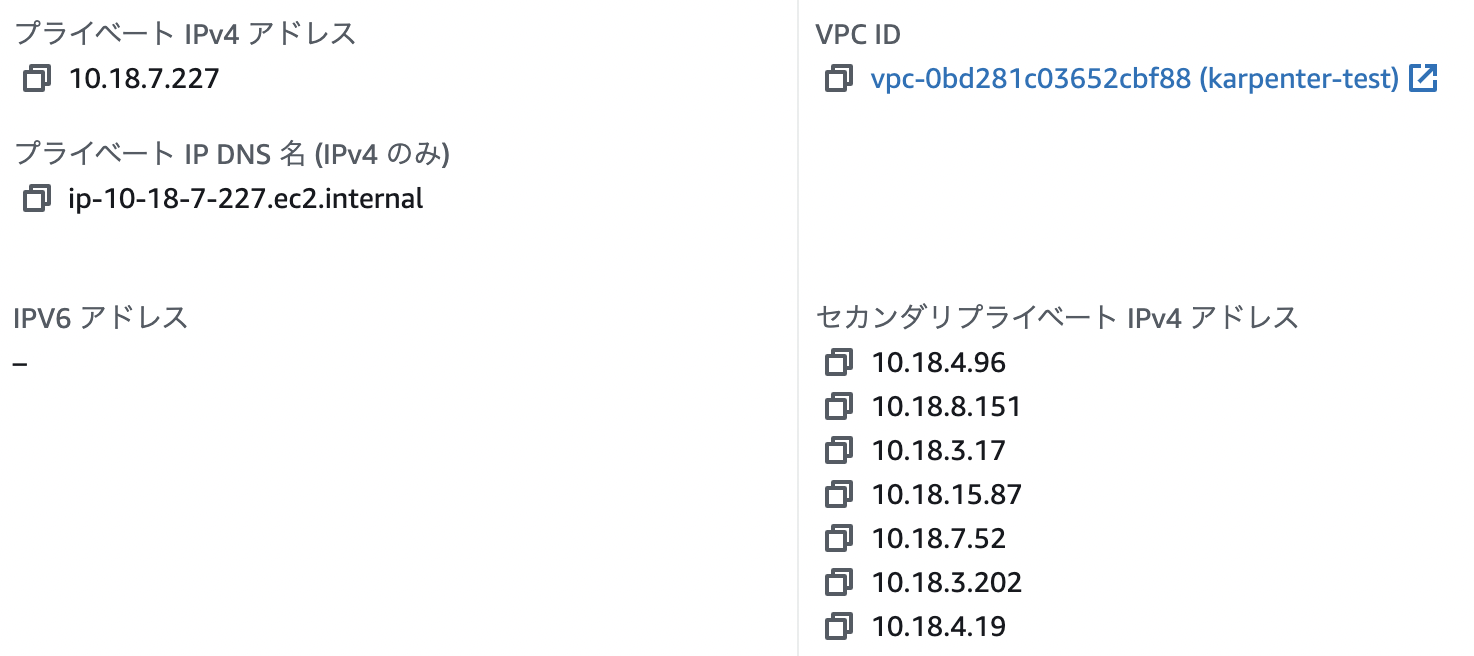 プライベート IPv4 アドレス
10.18.7.227
プライベート IP DNS 名 (IPv4 のみ)
ip-10-18-7-227.ec2.internal
IPV6 アドレス
–
VPC ID
vpc-0bd281c03652cbf88 (karpenter-test)
セカンダリプライベート IPv4 アドレス
10.18.4.96
10.18.8.151
10.18.3.17
10.18.15.87
10.18.7.52
10.18.3.202
10.18.4.19